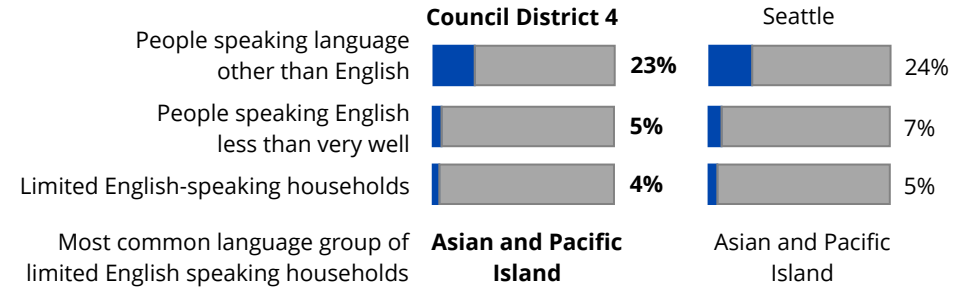 Council District 4
Seattle
People speaking language
other than English
23%
24%
People speaking English
less than very well
5%
7%
Limited English-speaking households
4%
5%
Most common language group of
limited English speaking households
Asian and Pacific
Island
Asian and Pacific
Island